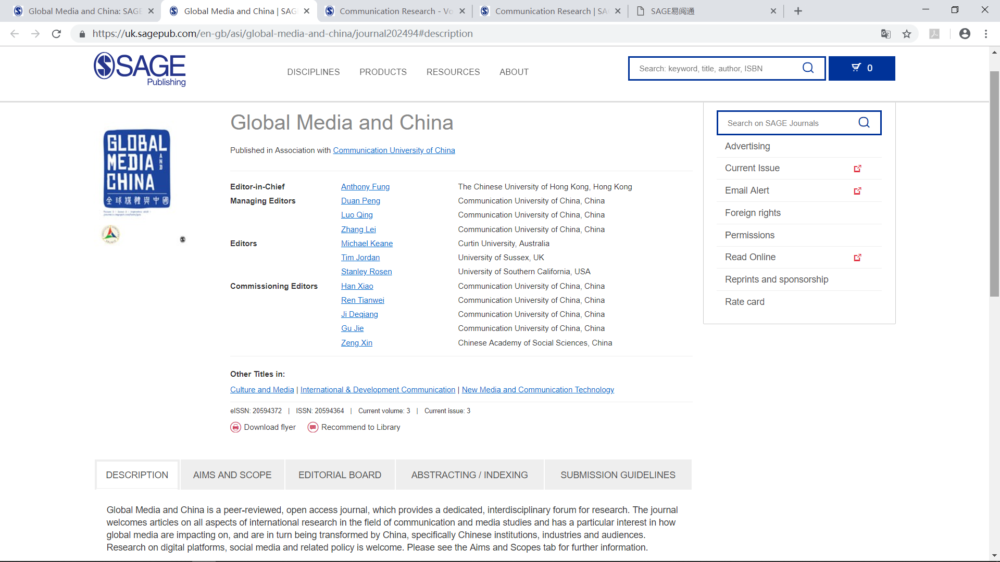 Global Media and China: SAGE
Global Media and China | SAG
Communication Research - Vo
Communication Research | SA
SAGE易阅通
https://uk.sagepub.com/en-gb/asi/global-media-and-china/journal202494#description
SAGE
Publishing
DISCIPLINES PRODUCTS RESOURCES ABOUT
Search: keyword, title, author, ISBN
0
GLOBAL
MEDIA AND
CHINA
全球媒體與中國
Global Media and China
Published in Association with Communication University of China
Editor-in-Chief Anthony Fung The Chinese University of Hong Kong, Hong Kong
Managing Editors Duan Peng Communication University of China, China
Luo Qing Communication University of China, China
Zhang Lei Communication University of China, China
Editors Michael Keane Curtin University, Australia
Tim Jordan University of Sussex, UK
Stanley Rosen University of Southern California, USA
Commissioning Editors Han Xiao Communication University of China, China
Ren Tianwei Communication University of China, China
Ji Deqiang Communication University of China, China
Gu Jie Communication University of China, China
Zeng Xin Chinese Academy of Social Sciences, China
Other Titles in:
Culture and Media | International & Development Communication | New Media and Communication Technology
eISSN: 20594372 | ISSN: 20594364 | Current volume: 3 | Current issue: 3
Download flyer Recommend to Library
Search on SAGE Journals
Advertising
Current Issue
Email Alert
Foreign rights
Permissions
Read Online
Reprints and sponsorship
Rate card
DESCRIPTION AIMS AND SCOPE EDITORIAL BOARD ABSTRACTING / INDEXING SUBMISSION GUIDELINES
Global Media and China is a peer-reviewed, open access journal, which provides a dedicated, interdisciplinary forum for research. The journal
welcomes articles on all aspects of international research in the field of communication and media studies and has a particular interest in how
global media are impacting on, and are in turn being transformed by China, specifically Chinese institutions, industries and audiences.
Research on digital platforms, social media and related policy is welcome. Please see the Aims and Scopes tab for further information.